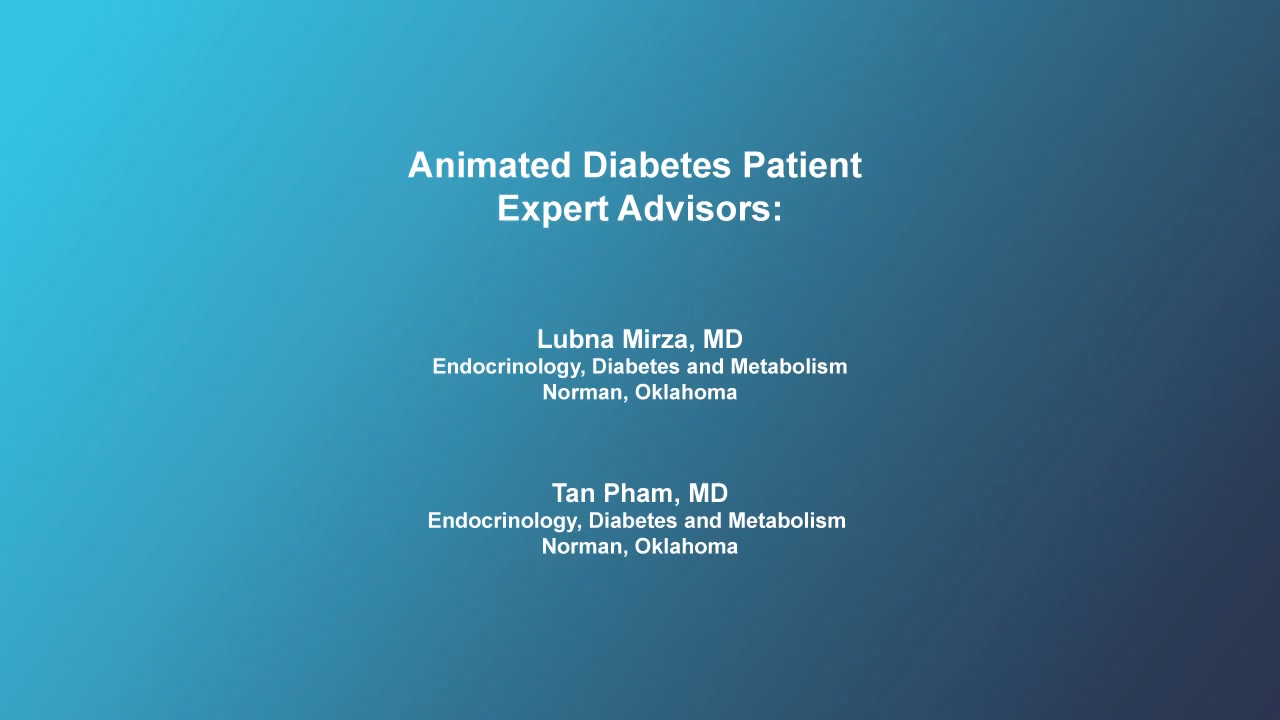 Animated Diabetes Patient
Expert Advisors:
Lubna Mirza, MD
Endocrinology, Diabetes and Metabolism
Norman, Oklahoma
Tan Pham, MD
Endocrinology, Diabetes and Metabolism
Norman, Oklahoma